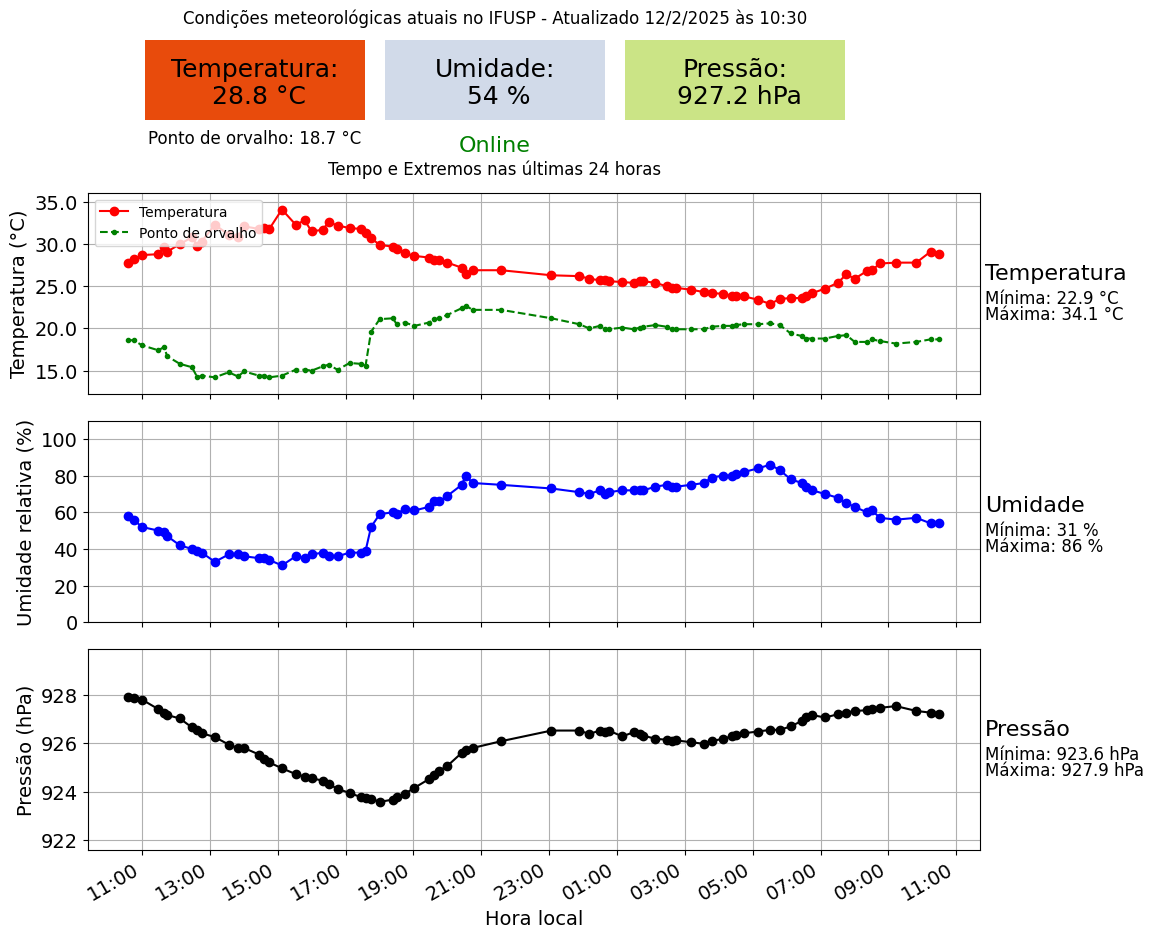 Condições meteorológicas atuais no IFUSP - Atualizado 12/2/2025 às 10:30
Temperatura:
28.8 °C
Umidade:
54 %
Pressão:
927.2 hPa
Ponto de orvalho: 18.7 °C
Online
Tempo e Extremos nas últimas 24 horas
Temperatura (°C)
35.0
30.0
25.0
20.0
15.0
Temperatura
Ponto de orvalho
Temperatura
Mínima: 22.9 °C
Máxima: 34.1 °C
Umidade relativa (%)
100
80
60
40
20
0
Umidade
Mínima: 31 %
Máxima: 86 %
Pressão (hPa)
928
926
924
922
Pressão
Mínima: 923.6 hPa
Máxima: 927.9 hPa
11:00 13:00 15:00 17:00 19:00 21:00 23:00 01:00 03:00 05:00 07:00 09:00 11:00
Hora local